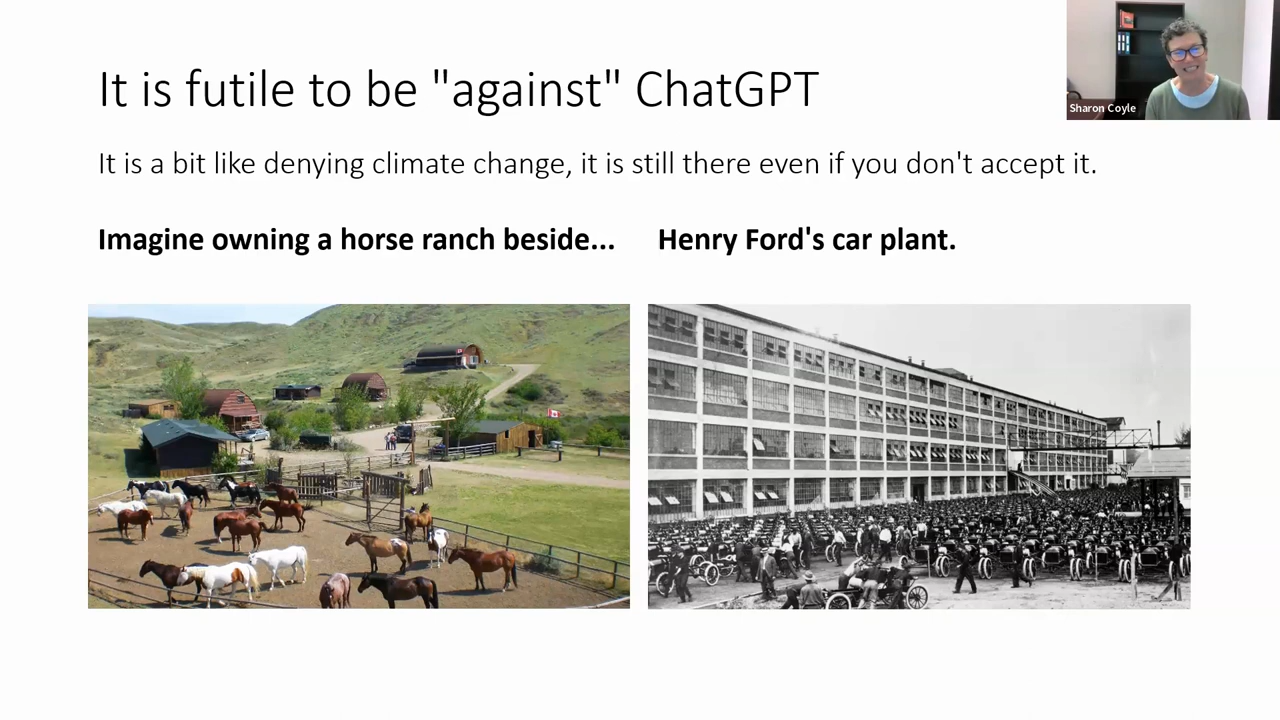 It is futile to be "against" ChatGPT
Sharon Coyle
It is a bit like denying climate change, it is still there even if you don't accept it.
Imagine owning a horse ranch beside...
Henry Ford's car plant.